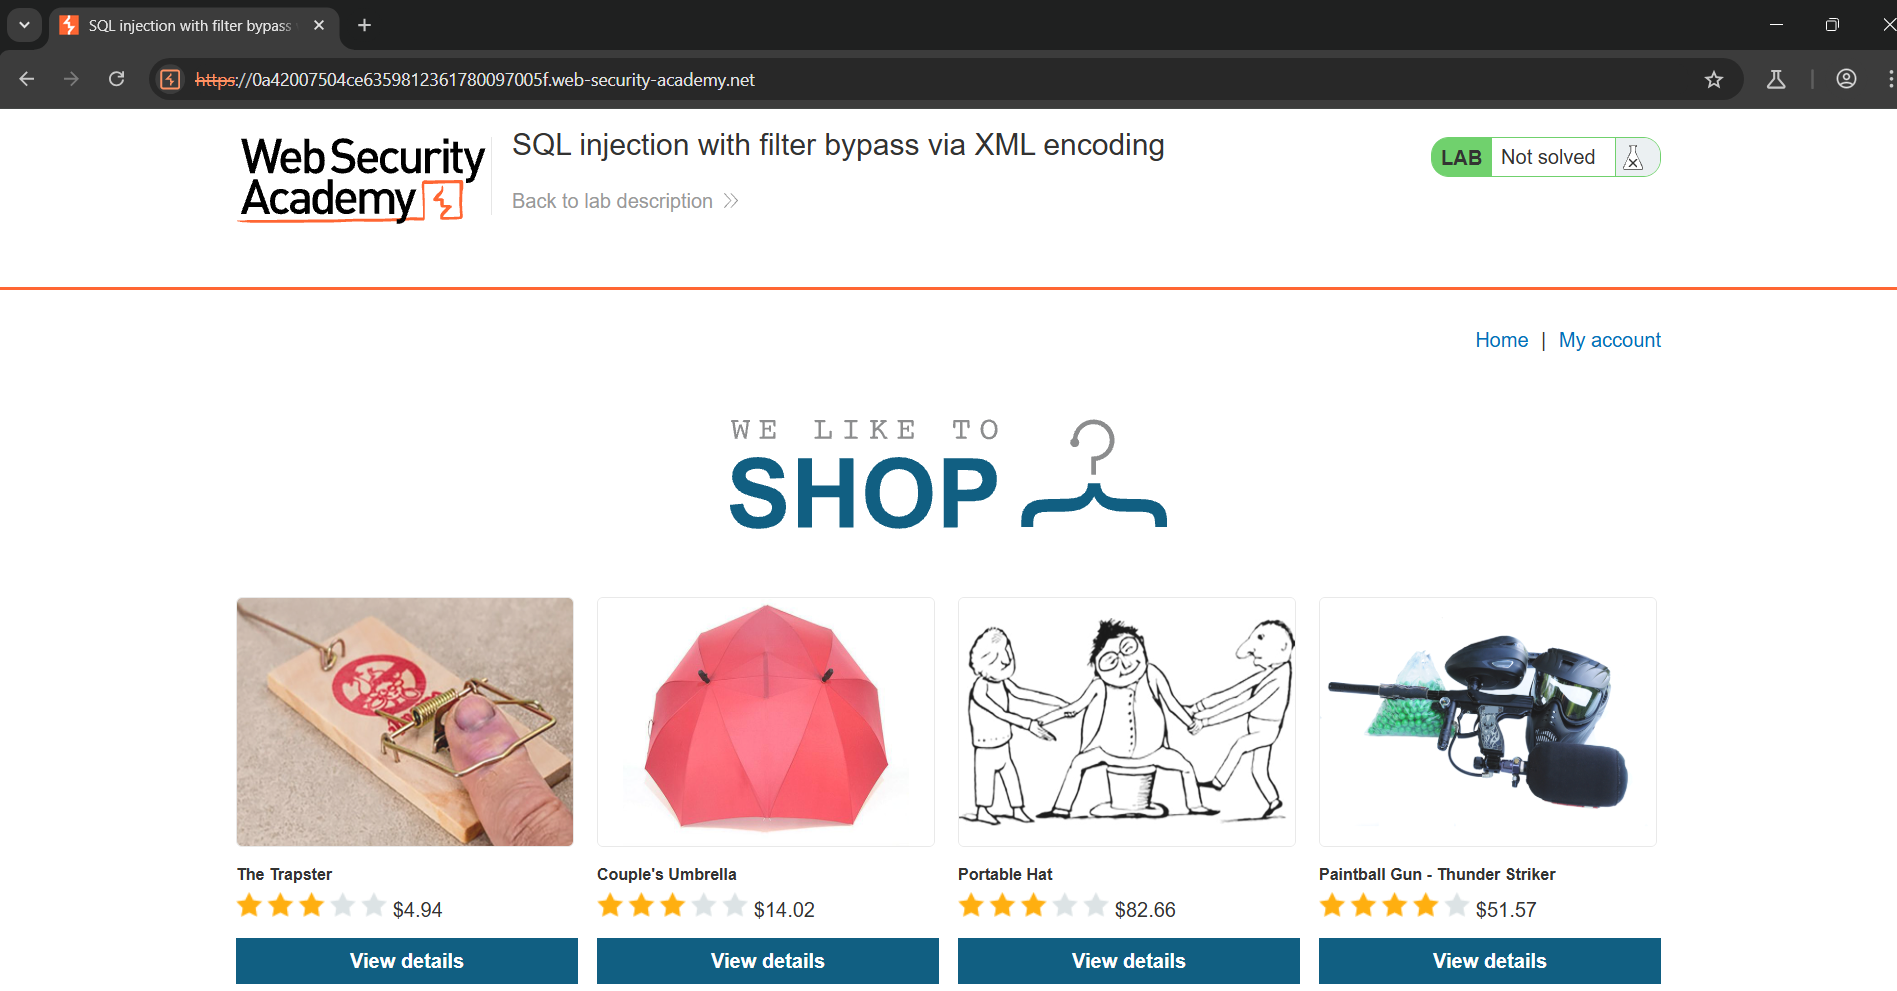 SQL injection with filter bypass
https://0a42007504ce6359812361780097005f.web-security-academy.net
Web Security
Academy
SQL injection with filter bypass via XML encoding
Back to lab description
LAB Not solved
Home | My account
WE LIKE TO
SHOP
The Trapster
$4.94
View details
Couple's Umbrella
$14.02
View details
Portable Hat
$82.66
View details
Paintball Gun - Thunder Striker
$51.57
View details